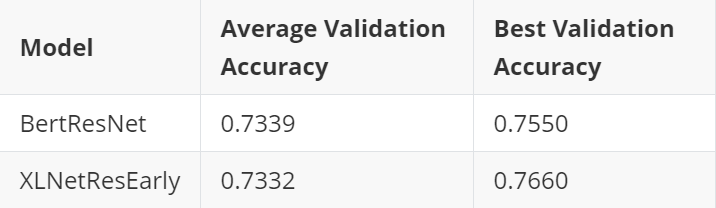 Model Average Validation Accuracy Best Validation Accuracy
BertResNet 0.7339 0.7550
XLNetResEarly 0.7332 0.7660